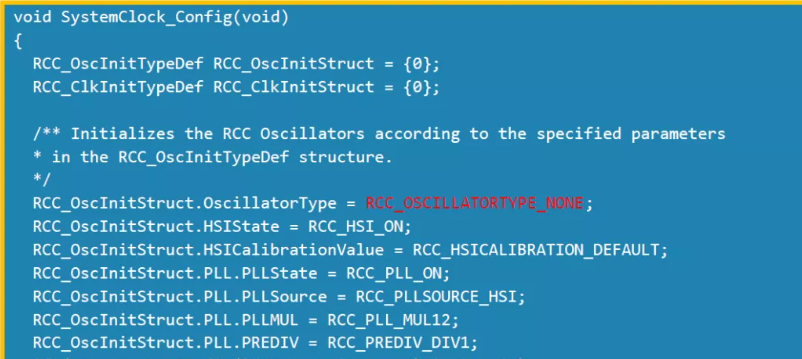 void SystemClock_Config(void)
{
RCC_OscInitTypeDef RCC_OscInitStruct = {0};
RCC_ClkInitTypeDef RCC_ClkInitStruct = {0};
/** Initializes the RCC Oscillators according to the specified parameters
* in the RCC_OscInitTypeDef structure.
*/
RCC_OscInitStruct.OscillatorType = RCC_OSCILLATORTYPE_NONE;
RCC_OscInitStruct.HSIState = RCC_HSI_ON;
RCC_OscInitStruct.HSICalibrationValue = RCC_HSICALIBRATION_DEFAULT;
RCC_OscInitStruct.PLL.PLLState = RCC_PLL_ON;
RCC_OscInitStruct.PLL.PLLSource = RCC_PLLSOURCE_HSI;
RCC_OscInitStruct.PLL.PLLMUL = RCC_PLL_MUL12;
RCC_OscInitStruct.PLL.PREDIV = RCC_PREDIV_DIV1;